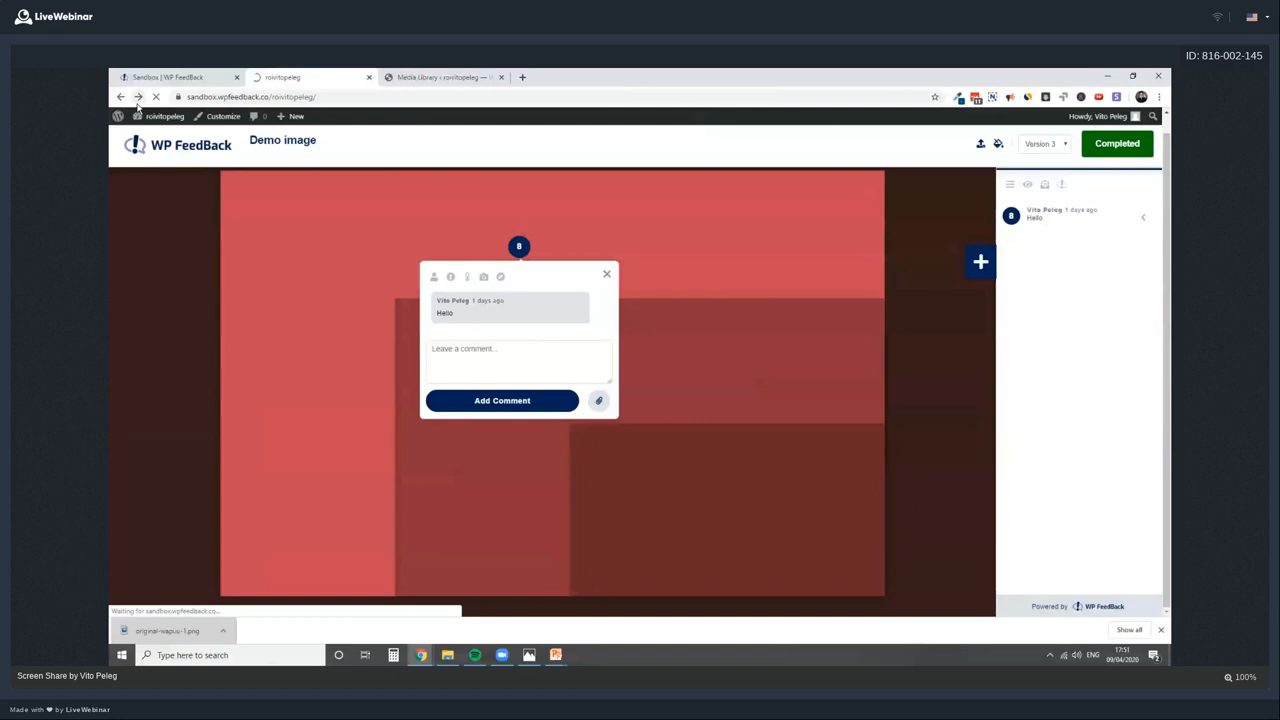 LiveWebinar
ID: 816-002-145
Sandbox | WP FeedBack
roivitopeleg
Media Library ‹ roivitopeleg — W
sandbox.wpfeedback.co/roivitopeleg/
roivitopeleg
Customize
0
New
Howdy, Vito Peleg
WP FeedBack
Demo image
Version 3
Completed
8
Vito Peleg 1 days ago
Hello
8
Vito Peleg 1 days ago
Hello
Leave a comment...
Add Comment
Waiting for sandbox.wpfeedback.co...
Powered by WP FeedBack
original-wapuu-1.png
Show all
Type here to search
ENG
17:51
09/04/2020
Screen Share by Vito Peleg
100%
Made with ❤ by LiveWebinar